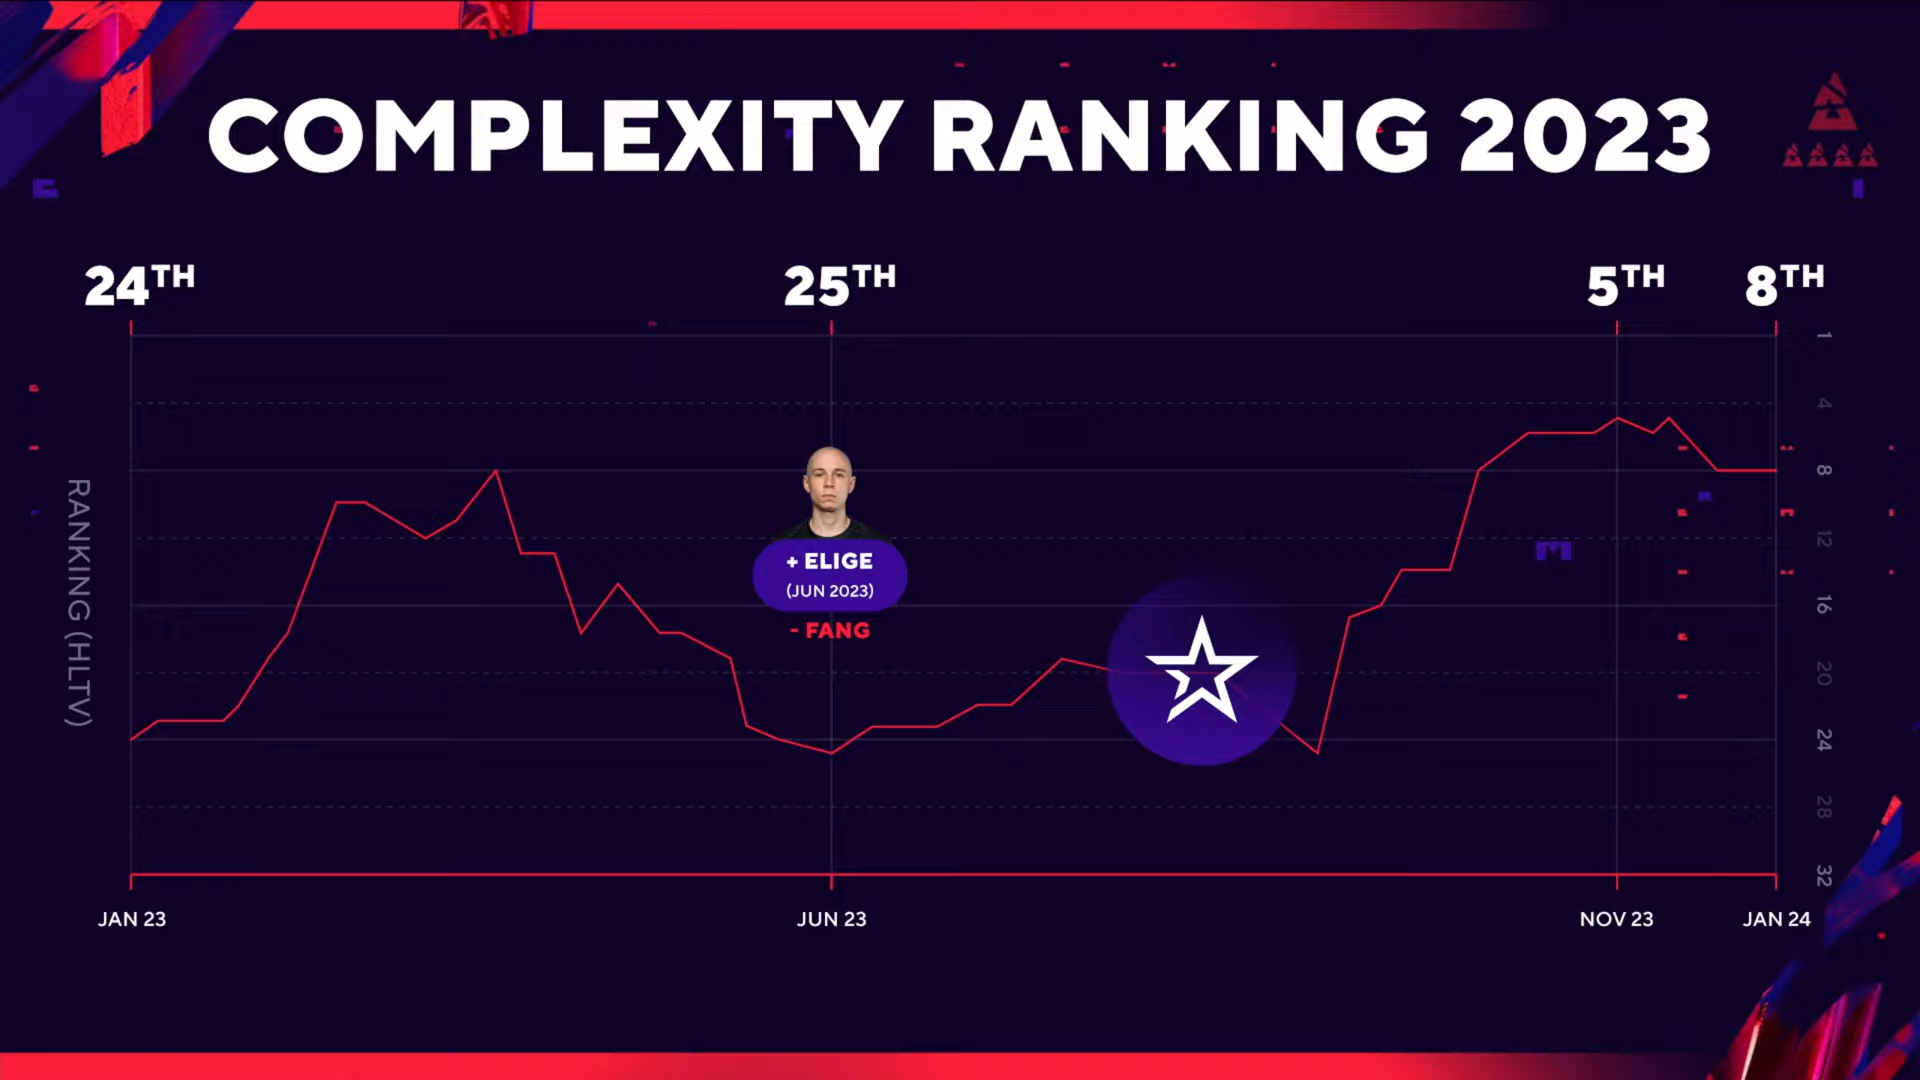 COMPLEXITY RANKING 2023
24TH
25TH
5TH
8TH
1
4
8
12
16
20
24
28
32
RANKING (HLTV)
+ ELIGE
(JUN 2023)
- FANG
JAN 23
JUN 23
NOV 23
JAN 24